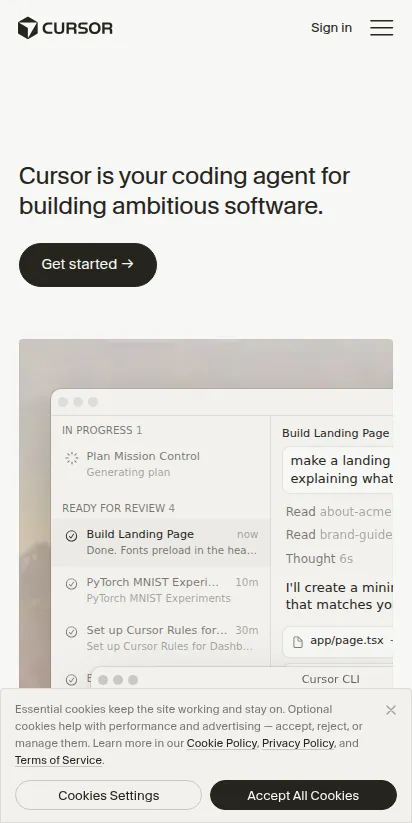 CURSOR
Sign in
Cursor is your coding agent for
building ambitious software.
Get started →
IN PROGRESS 1
Plan Mission Control
Generating plan
READY FOR REVIEW 4
Build Landing Page now
Done. Fonts preload in the hea...
PyTorch MNIST Experi... 10m
PyTorch MNIST Experiments
Set up Cursor Rules for... 30m
Set up Cursor Rules for Dashb...
Build Landing Page
make a landing
explaining what
Read about-acme
Read brand-guide
Thought 6s
I'll create a mini
that matches yo
app/page.tsx
Cursor CLI
Essential cookies keep the site working and stay on. Optional
cookies help with performance and advertising — accept, reject, or
manage them. Learn more in our Cookie Policy, Privacy Policy, and
Terms of Service.
Cookies Settings
Accept All Cookies